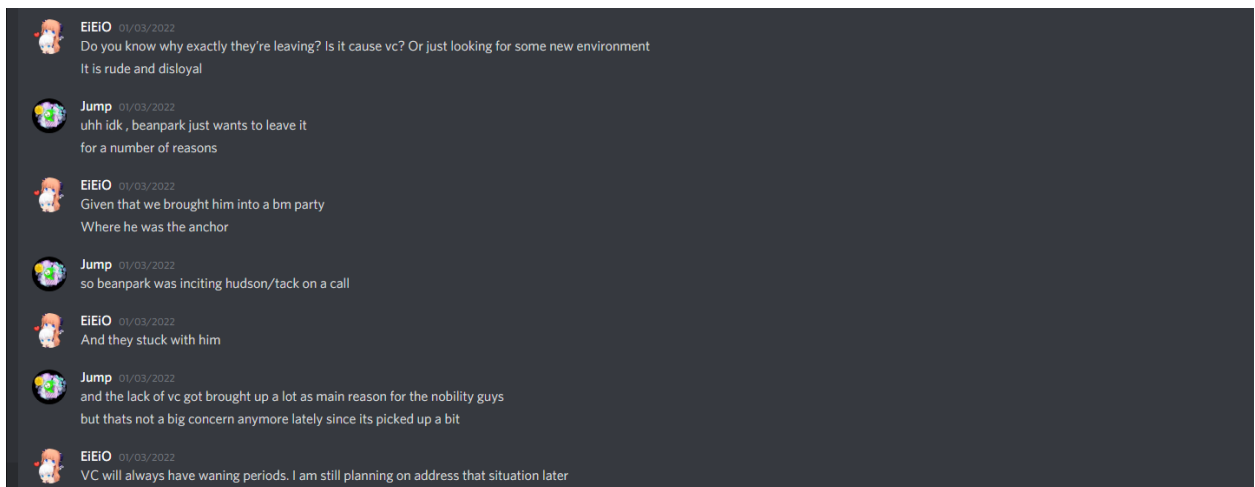 EiEiO 01/03/2022
Do you know why exactly they're leaving? Is it cause vc? Or just looking for some new environment
It is rude and disloyal
Jump 01/03/2022
uhh idk , beanpark just wants to leave it
for a number of reasons
EiEiO 01/03/2022
Given that we brought him into a bm party
Where he was the anchor
Jump 01/03/2022
so beanpark was inciting hudson/tack on a call
EiEiO 01/03/2022
And they stuck with him
Jump 01/03/2022
and the lack of vc got brought up a lot as main reason for the nobility guys
but thats not a big concern anymore lately since its picked up a bit
EiEiO 01/03/2022
VC will always have waning periods. I am still planning on address that situation later